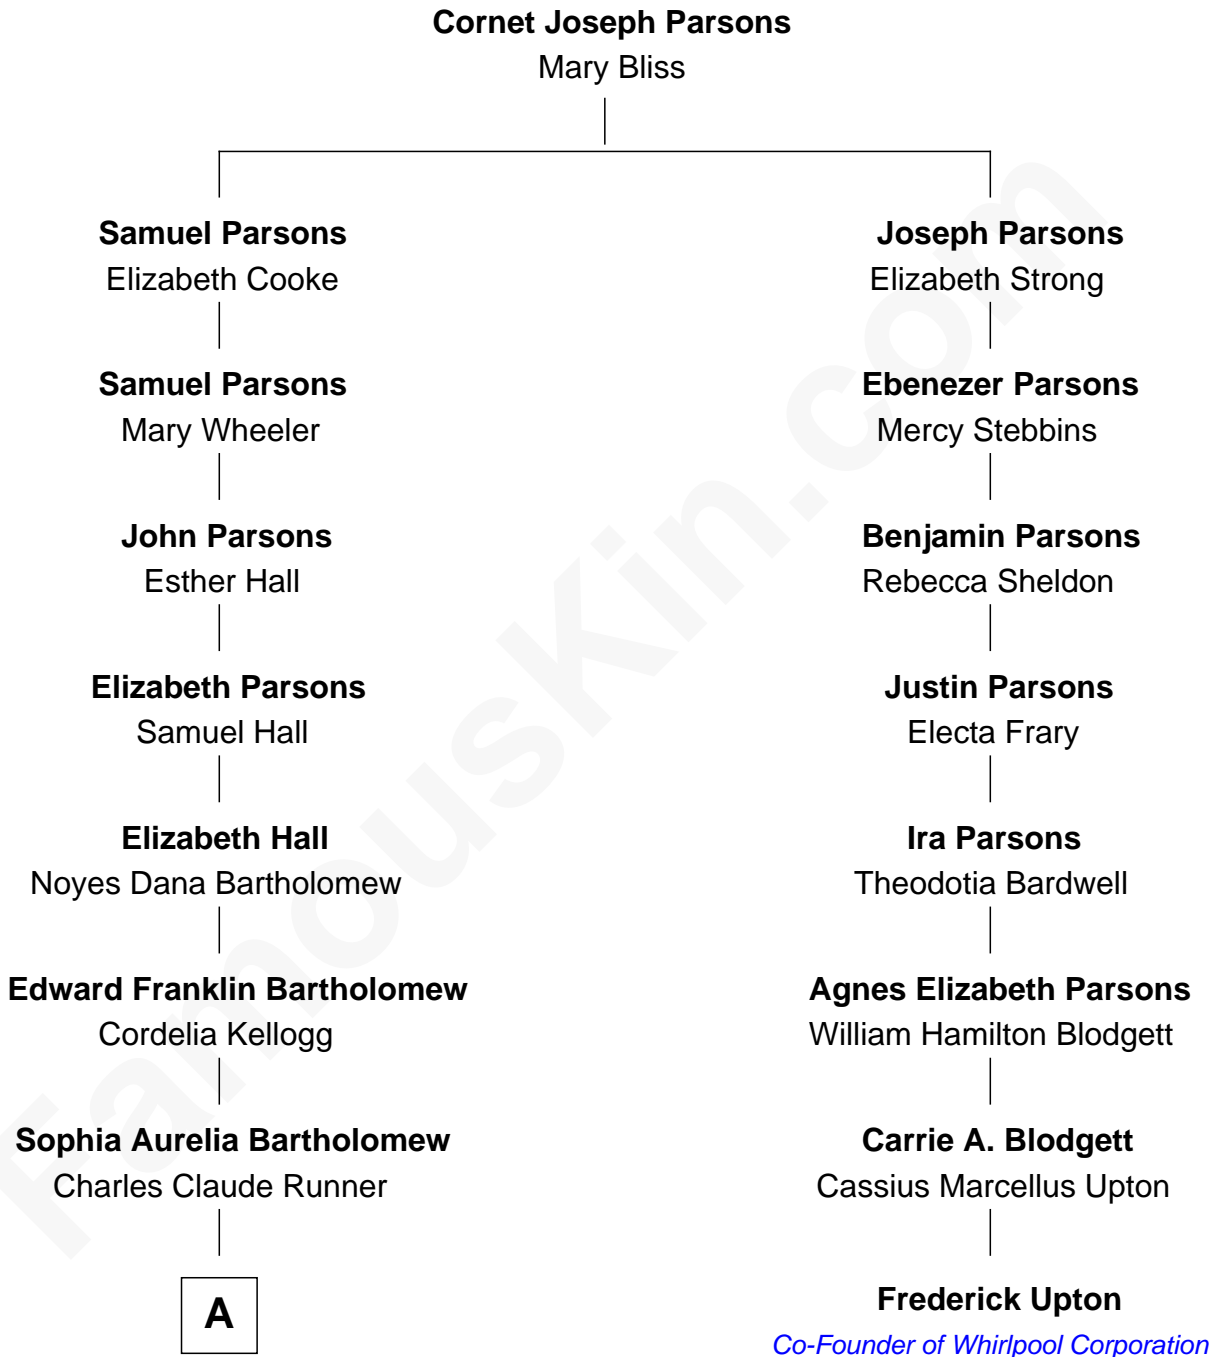 Cornet Joseph Parsons
Mary Bliss
Samuel Parsons
Elizabeth Cooke
Samuel Parsons
Mary Wheeler
John Parsons
Esther Hall
Elizabeth Parsons
Samuel Hall
Elizabeth Hall
Noyes Dana Bartholomew
Edward Franklin Bartholomew
Cordelia Kellogg
Sophia Aurelia Bartholomew
Charles Claude Runner
A
Joseph Parsons
Elizabeth Strong
Ebenezer Parsons
Mercy Stebbins
Benjamin Parsons
Rebecca Sheldon
Justin Parsons
Electa Frary
Ira Parsons
Theodotia Bardwell
Agnes Elizabeth Parsons
William Hamilton Blodgett
Carrie A. Blodgett
Cassius Marcellus Upton
Frederick Upton
Co-Founder of Whirlpool Corporation
FamousKin.com